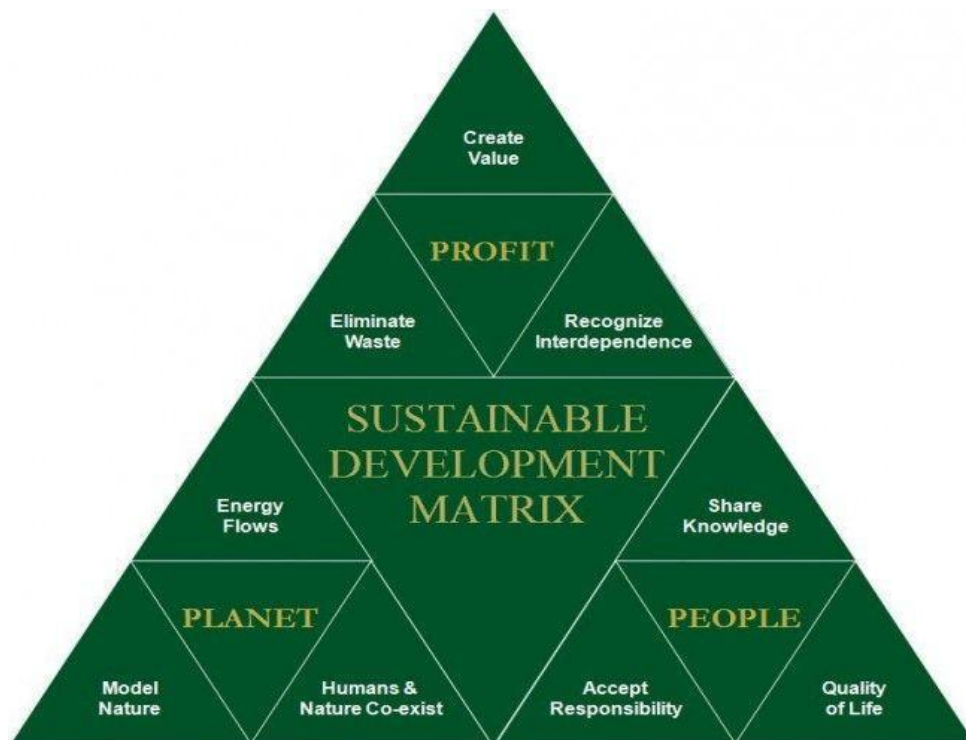 Create
Value
PROFIT
Eliminate
Waste
Recognize
Interdependence
SUSTAINABLE
DEVELOPMENT
MATRIX
Energy
Flows
Share
Knowledge
PLANET
PEOPLE
Model
Nature
Humans &
Nature Co-exist
Accept
Responsibility
Quality
of Life